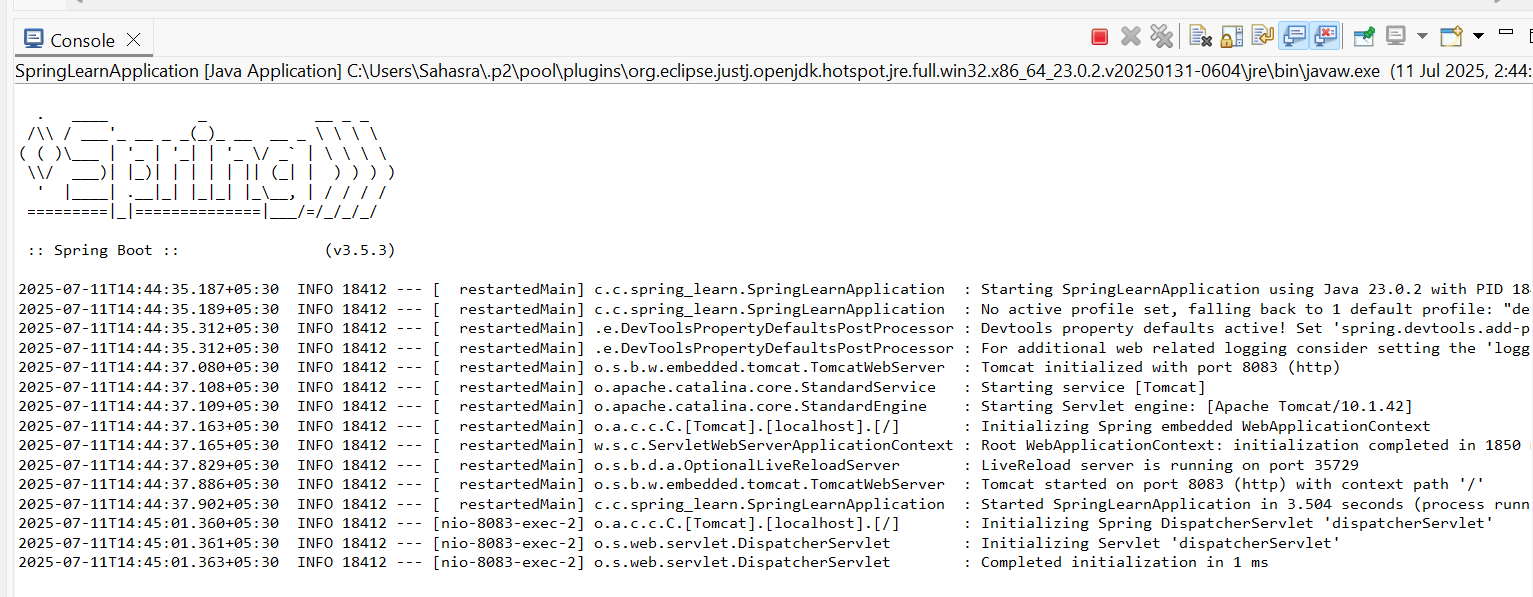 Console
SpringLearnApplication [Java Application] C:\Users\Sahasra\.p2\pool\plugins\org.eclipse.justj.openjdk.hotspot.jre.full.win32.x86_64_23.0.2.v20250131-0604\jre\bin\javaw.exe (11 Jul 2025, 2:44:
  .   ____          _            __ _ _
 /\\ / ___'_ __ _ _(_)_ __  __ _ \ \ \ \
( ( )\___ | '_ | '_| | '_ \/ _` | \ \ \ \
 \\/  ___)| |_)| | | | | || (_| |  ) ) ) )
  '  |____| .__|_| |_|_| |_\__, | / / / /
 =========|_|==============|___/=/_/_/_/
 :: Spring Boot ::                (v3.5.3)
2025-07-11T14:44:35.187+05:30  INFO 18412 --- [  restartedMain] c.c.spring_learn.SpringLearnApplication  : Starting SpringLearnApplication using Java 23.0.2 with PID 18
2025-07-11T14:44:35.189+05:30  INFO 18412 --- [  restartedMain] c.c.spring_learn.SpringLearnApplication  : No active profile set, falling back to 1 default profile: "de
2025-07-11T14:44:35.312+05:30  INFO 18412 --- [  restartedMain] .e.DevToolsPropertyDefaultsPostProcessor : Devtools property defaults active! Set 'spring.devtools.add-p
2025-07-11T14:44:35.312+05:30  INFO 18412 --- [  restartedMain] .e.DevToolsPropertyDefaultsPostProcessor : For additional web related logging consider setting the 'logg
2025-07-11T14:44:37.080+05:30  INFO 18412 --- [  restartedMain] o.s.b.w.embedded.tomcat.TomcatWebServer  : Tomcat initialized with port 8083 (http)
2025-07-11T14:44:37.108+05:30  INFO 18412 --- [  restartedMain] o.apache.catalina.core.StandardService   : Starting service [Tomcat]
2025-07-11T14:44:37.109+05:30  INFO 18412 --- [  restartedMain] o.apache.catalina.core.StandardEngine    : Starting Servlet engine: [Apache Tomcat/10.1.42]
2025-07-11T14:44:37.163+05:30  INFO 18412 --- [  restartedMain] o.a.c.c.C.[Tomcat].[localhost].[/]       : Initializing Spring embedded WebApplicationContext
2025-07-11T14:44:37.165+05:30  INFO 18412 --- [  restartedMain] w.s.c.ServletWebServerApplicationContext : Root WebApplicationContext: initialization completed in 1850
2025-07-11T14:44:37.829+05:30  INFO 18412 --- [  restartedMain] o.s.b.d.a.OptionalLiveReloadServer       : LiveReload server is running on port 35729
2025-07-11T14:44:37.886+05:30  INFO 18412 --- [  restartedMain] o.s.b.w.embedded.tomcat.TomcatWebServer  : Tomcat started on port 8083 (http) with context path '/'
2025-07-11T14:44:37.902+05:30  INFO 18412 --- [  restartedMain] c.c.spring_learn.SpringLearnApplication  : Started SpringLearnApplication in 3.504 seconds (process runn
2025-07-11T14:45:01.360+05:30  INFO 18412 --- [nio-8083-exec-2] o.a.c.c.C.[Tomcat].[localhost].[/]       : Initializing Spring DispatcherServlet 'dispatcherServlet'
2025-07-11T14:45:01.361+05:30  INFO 18412 --- [nio-8083-exec-2] o.s.web.servlet.DispatcherServlet        : Initializing Servlet 'dispatcherServlet'
2025-07-11T14:45:01.363+05:30  INFO 18412 --- [nio-8083-exec-2] o.s.web.servlet.DispatcherServlet        : Completed initialization in 1 ms